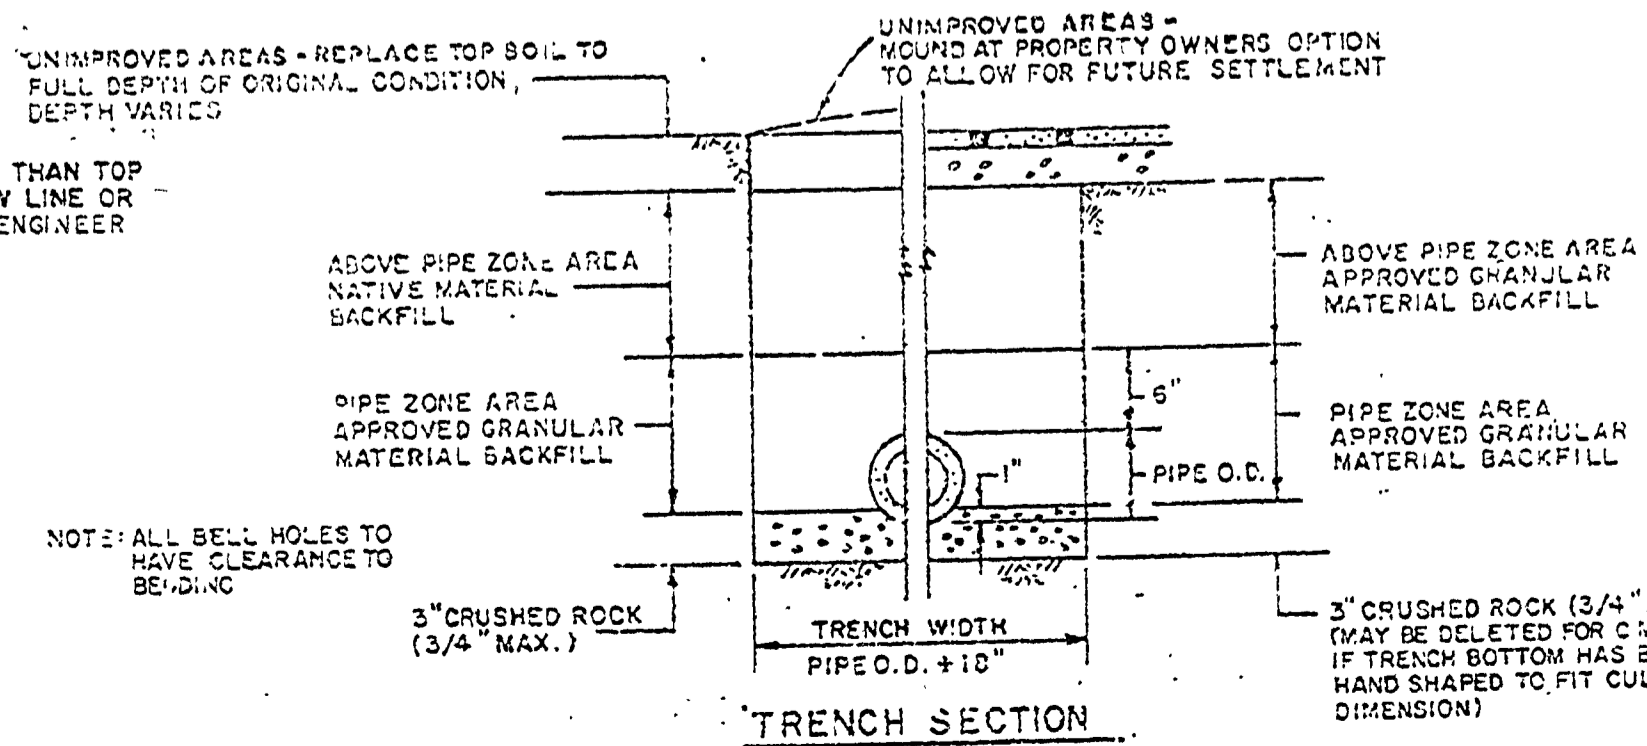 UNIMPROVED AREAS - REPLACE TOP SOIL TO
FULL DEPTH OF ORIGINAL CONDITION,
DEPTH VARIES
UNIMPROVED AREAS -
MOUND AT PROPERTY OWNERS OPTION
TO ALLOW FOR FUTURE SETTLEMENT
THAN TOP
LINE OR
ENGINEER
ABOVE PIPE ZONE AREA
NATIVE MATERIAL
BACKFILL
ABOVE PIPE ZONE AREA
APPROVED GRANULAR
MATERIAL BACKFILL
PIPE ZONE AREA
APPROVED GRANULAR
MATERIAL BACKFILL
6"
1"
PIPE O.D.
PIPE ZONE AREA
APPROVED GRANULAR
MATERIAL BACKFILL
NOTE: ALL BELL HOLES TO
HAVE CLEARANCE TO
BEDDING
3" CRUSHED ROCK
(3/4" MAX.)
TRENCH WIDTH
PIPE O.D. + 18"
3" CRUSHED ROCK (3/4"
(MAY BE DELETED FOR
IF TRENCH BOTTOM HAS
HAND SHAPED TO FIT
DIMENSION)
TRENCH SECTION